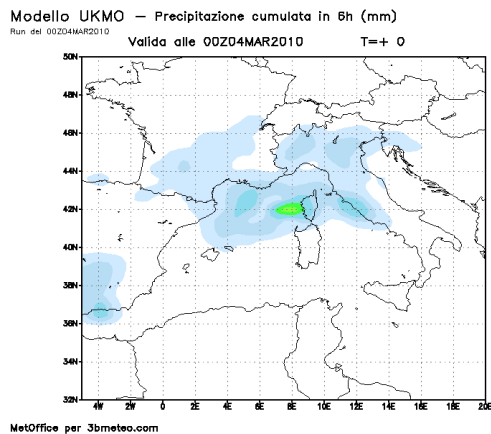 Modello UKMO – Precipitazione cumulata in 6h (mm)
Run del 00Z04MAR2010
Valida alle 00Z04MAR2010 T=+ 0
50N
48N
46N
44N
42N
40N
38N
36N
34N
32N
4W 2W 0 2E 4E 6E 8E 10E 12E 14E 16E 18E 20E
MetOffice per 3bmeteo.com